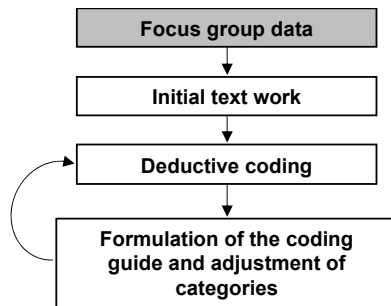 Focus group data
Initial text work
Deductive coding
Formulation of the coding
guide and adjustment of
categories